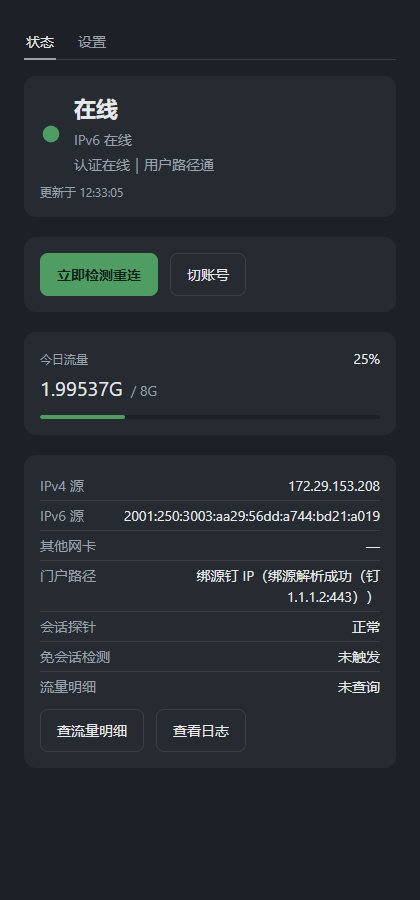 状态 设置
在线
IPv6 在线
认证在线 | 用户路径通
更新于 12:33:05
立即检测重连 切账号
今日流量 25%
1.99537G / 8G
IPv4 源 172.29.153.208
IPv6 源 2001:250:3003:aa29:56dd:a744:bd21:a019
其他网卡 —
门户路径 绑源钉 IP（绑源解析成功（钉
1.1.1.2:443））
会话探针 正常
免会话检测 未触发
流量明细 未查询
查流量明细 查看日志